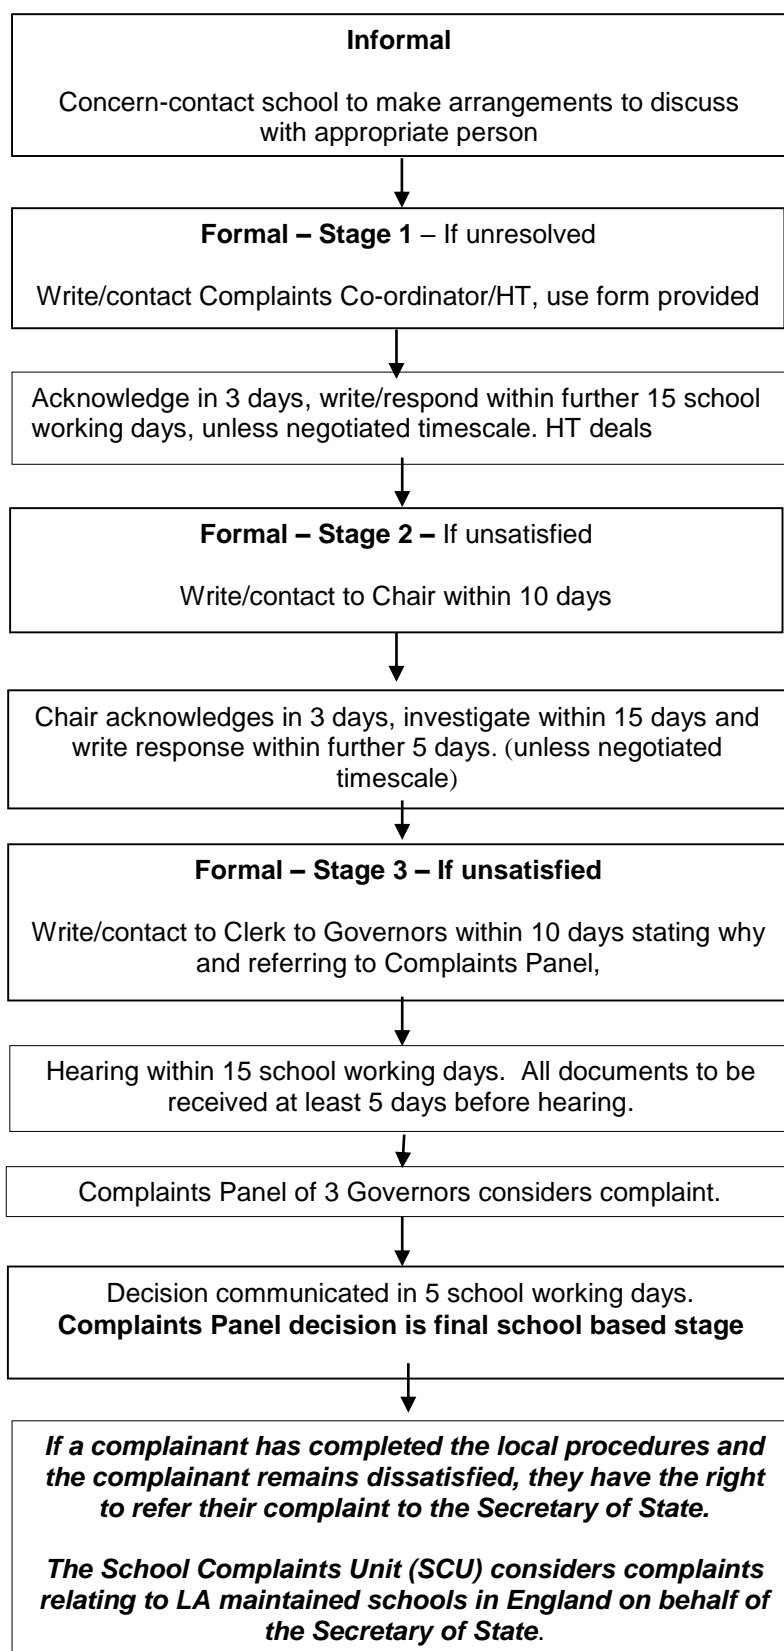 Informal
Concern-contact school to make arrangements to discuss
with appropriate person
Formal – Stage 1 – If unresolved
Write/contact Complaints Co-ordinator/HT, use form provided
Acknowledge in 3 days, write/respond within further 15 school
working days, unless negotiated timescale. HT deals
Formal – Stage 2 – If unsatisfied
Write/contact to Chair within 10 days
Chair acknowledges in 3 days, investigate within 15 days and
write response within further 5 days. (unless negotiated
timescale)
Formal – Stage 3 – If unsatisfied
Write/contact to Clerk to Governors within 10 days stating why
and referring to Complaints Panel,
Hearing within 15 school working days.  All documents to be
received at least 5 days before hearing.
Complaints Panel of 3 Governors considers complaint.
Decision communicated in 5 school working days.
Complaints Panel decision is final school based stage
If a complainant has completed the local procedures and
the complainant remains dissatisfied, they have the right
to refer their complaint to the Secretary of State.
The School Complaints Unit (SCU) considers complaints
relating to LA maintained schools in England on behalf of
the Secretary of State.